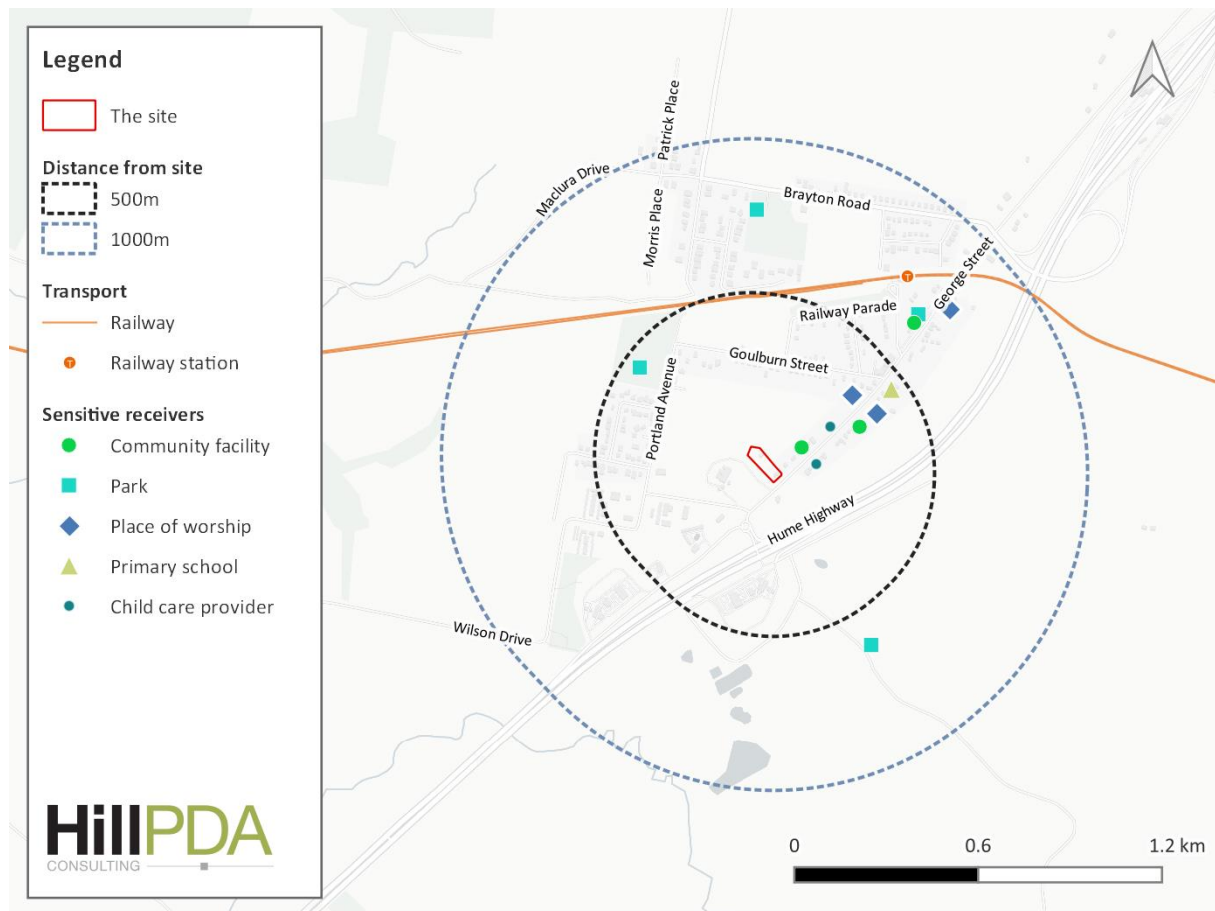 Legend
The site
Distance from site
500m
1000m
Transport
Railway
T
Railway station
Sensitive receivers
Community facility
Park
Place of worship
Primary school
Child care provider
HillPDA
CONSULTING
Patrick Place
Maclura Drive
Morris Place
Brayton Road
George Street
T
Railway Parade
Goulburn Street
Portland Avenue
Hume Highway
Wilson Drive
0 0.6 1.2 km